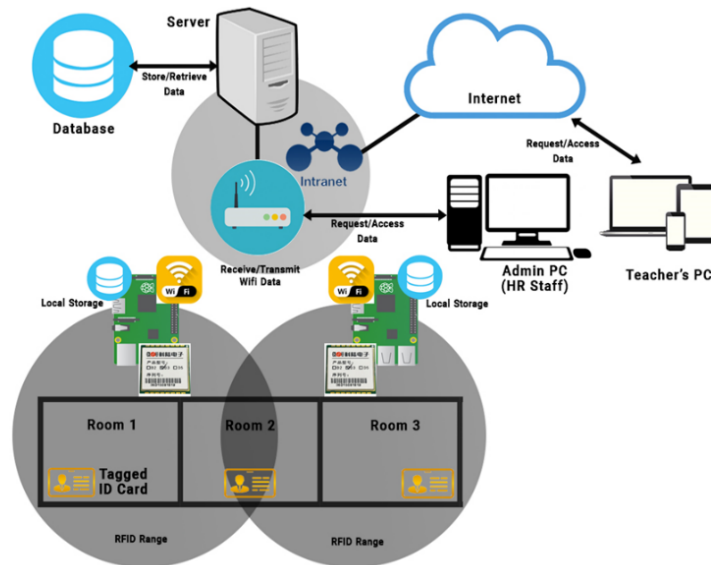 Server
Store/Retrieve
Data
Database
Internet
Intranet
Request/Access
Data
Request/Access
Data
Receive/Transmit
Wifi Data
Admin PC
(HR Staff)
Teacher's PC
Local Storage
Wi Fi
Wi Fi
Local Storage
Room 1
Room 2
Room 3
Tagged
ID Card
RFID Range
RFID Range